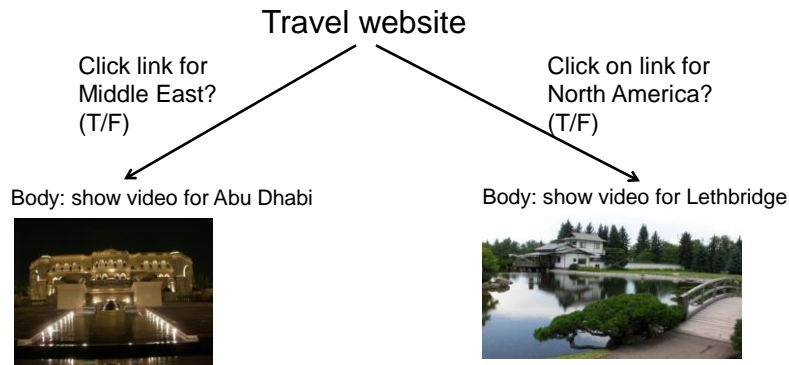 Travel website
Click link for
Middle East?
(T/F)
Click on link for
North America?
(T/F)
Body: show video for Abu Dhabi
Body: show video for Lethbridge